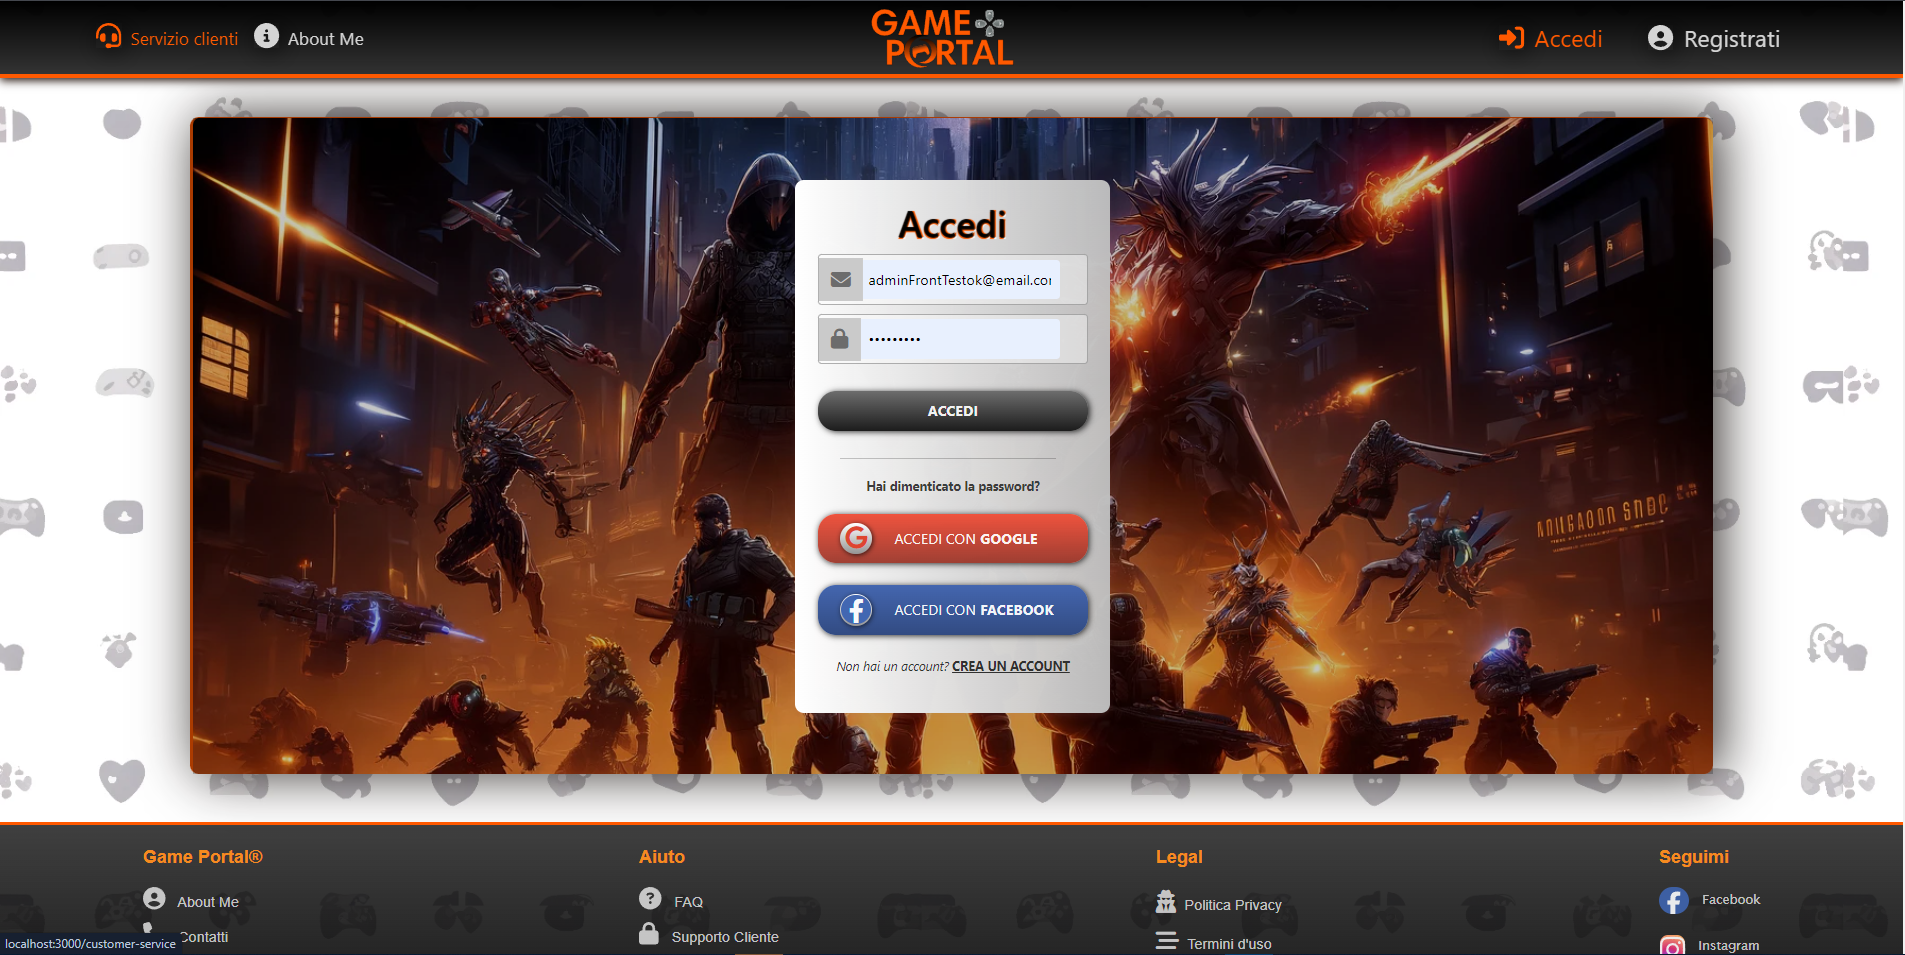 Servizio clienti
About Me
GAME
PORTAL
Accedi
Registrati
Accedi
adminFrontTestok@email.co
ACCEDI
Hai dimenticato la password?
ACCEDI CON GOOGLE
ACCEDI CON FACEBOOK
Non hai un account? CREA UN ACCOUNT
Game Portal®
About Me
Contatti
Aiuto
FAQ
Supporto Cliente
Legal
Politica Privacy
Termini d'uso
Seguimi
Facebook
Instagram
localhost:3000/customer-service